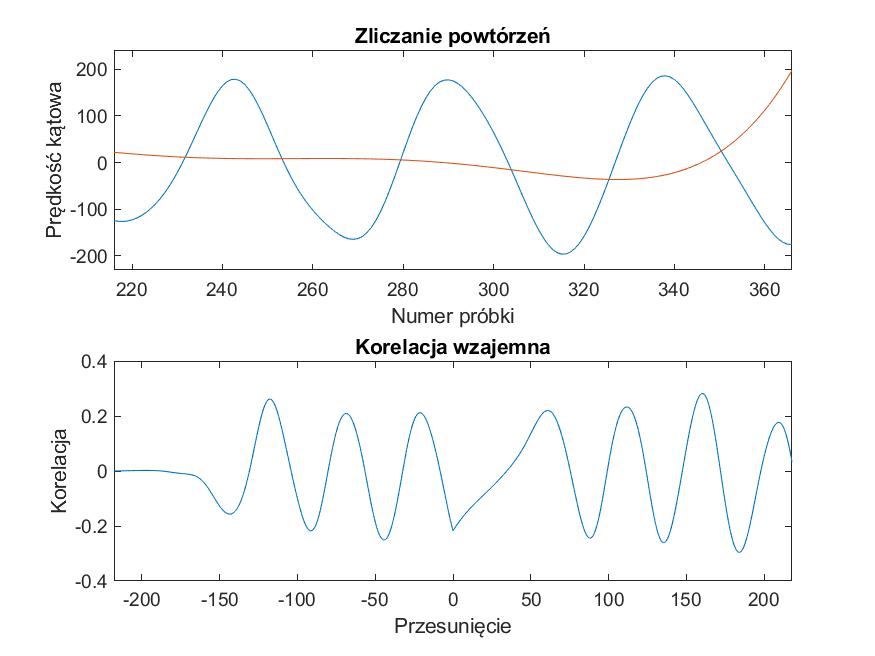 Zliczanie powtórzeń
200
100
0
-100
-200
Prędkość kątowa
220 240 260 280 300 320 340 360
Numer próbki
Korelacja wzajemna
0.4
0.2
0
-0.2
-0.4
Korelacja
-200 -150 -100 -50 0 50 100 150 200
Przesunięcie